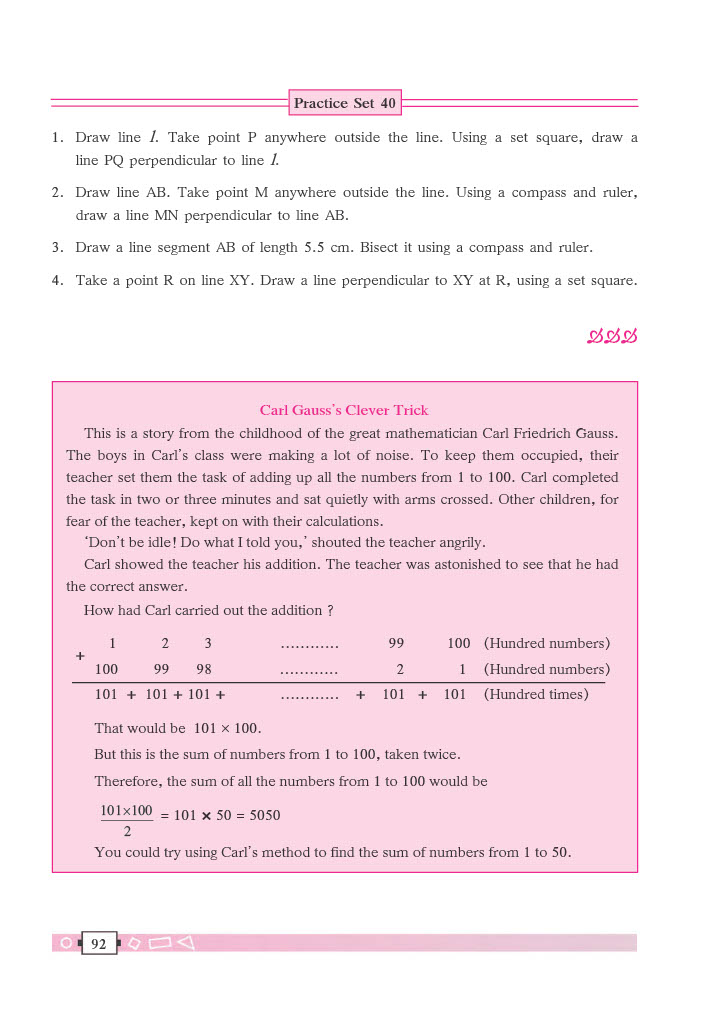 Practice Set 40
1. Draw line l. Take point P anywhere outside the line. Using a set square, draw a
line PQ perpendicular to line l.
2. Draw line AB. Take point M anywhere outside the line. Using a compass and ruler,
draw a line MN perpendicular to line AB.
3. Draw a line segment AB of length 5.5 cm. Bisect it using a compass and ruler.
4. Take a point R on line XY. Draw a line perpendicular to XY at R, using a set square.
Carl Gauss's Clever Trick
This is a story from the childhood of the great mathematician Carl Friedrich Gauss.
The boys in Carl's class were making a lot of noise. To keep them occupied, their
teacher set them the task of adding up all the numbers from 1 to 100. Carl completed
the task in two or three minutes and sat quietly with arms crossed. Other children, for
fear of the teacher, kept on with their calculations.
'Don't be idle! Do what I told you,' shouted the teacher angrily.
Carl showed the teacher his addition. The teacher was astonished to see that he had
the correct answer.
How had Carl carried out the addition ?
1 2 3 ............ 99 100 (Hundred numbers)
+
100 99 98 ............ 2 1 (Hundred numbers)
101 + 101 + 101 + ............ + 101 + 101 (Hundred times)
That would be 101 × 100.
But this is the sum of numbers from 1 to 100, taken twice.
Therefore, the sum of all the numbers from 1 to 100 would be
101×100
2
= 101 × 50 = 5050
You could try using Carl's method to find the sum of numbers from 1 to 50.
92